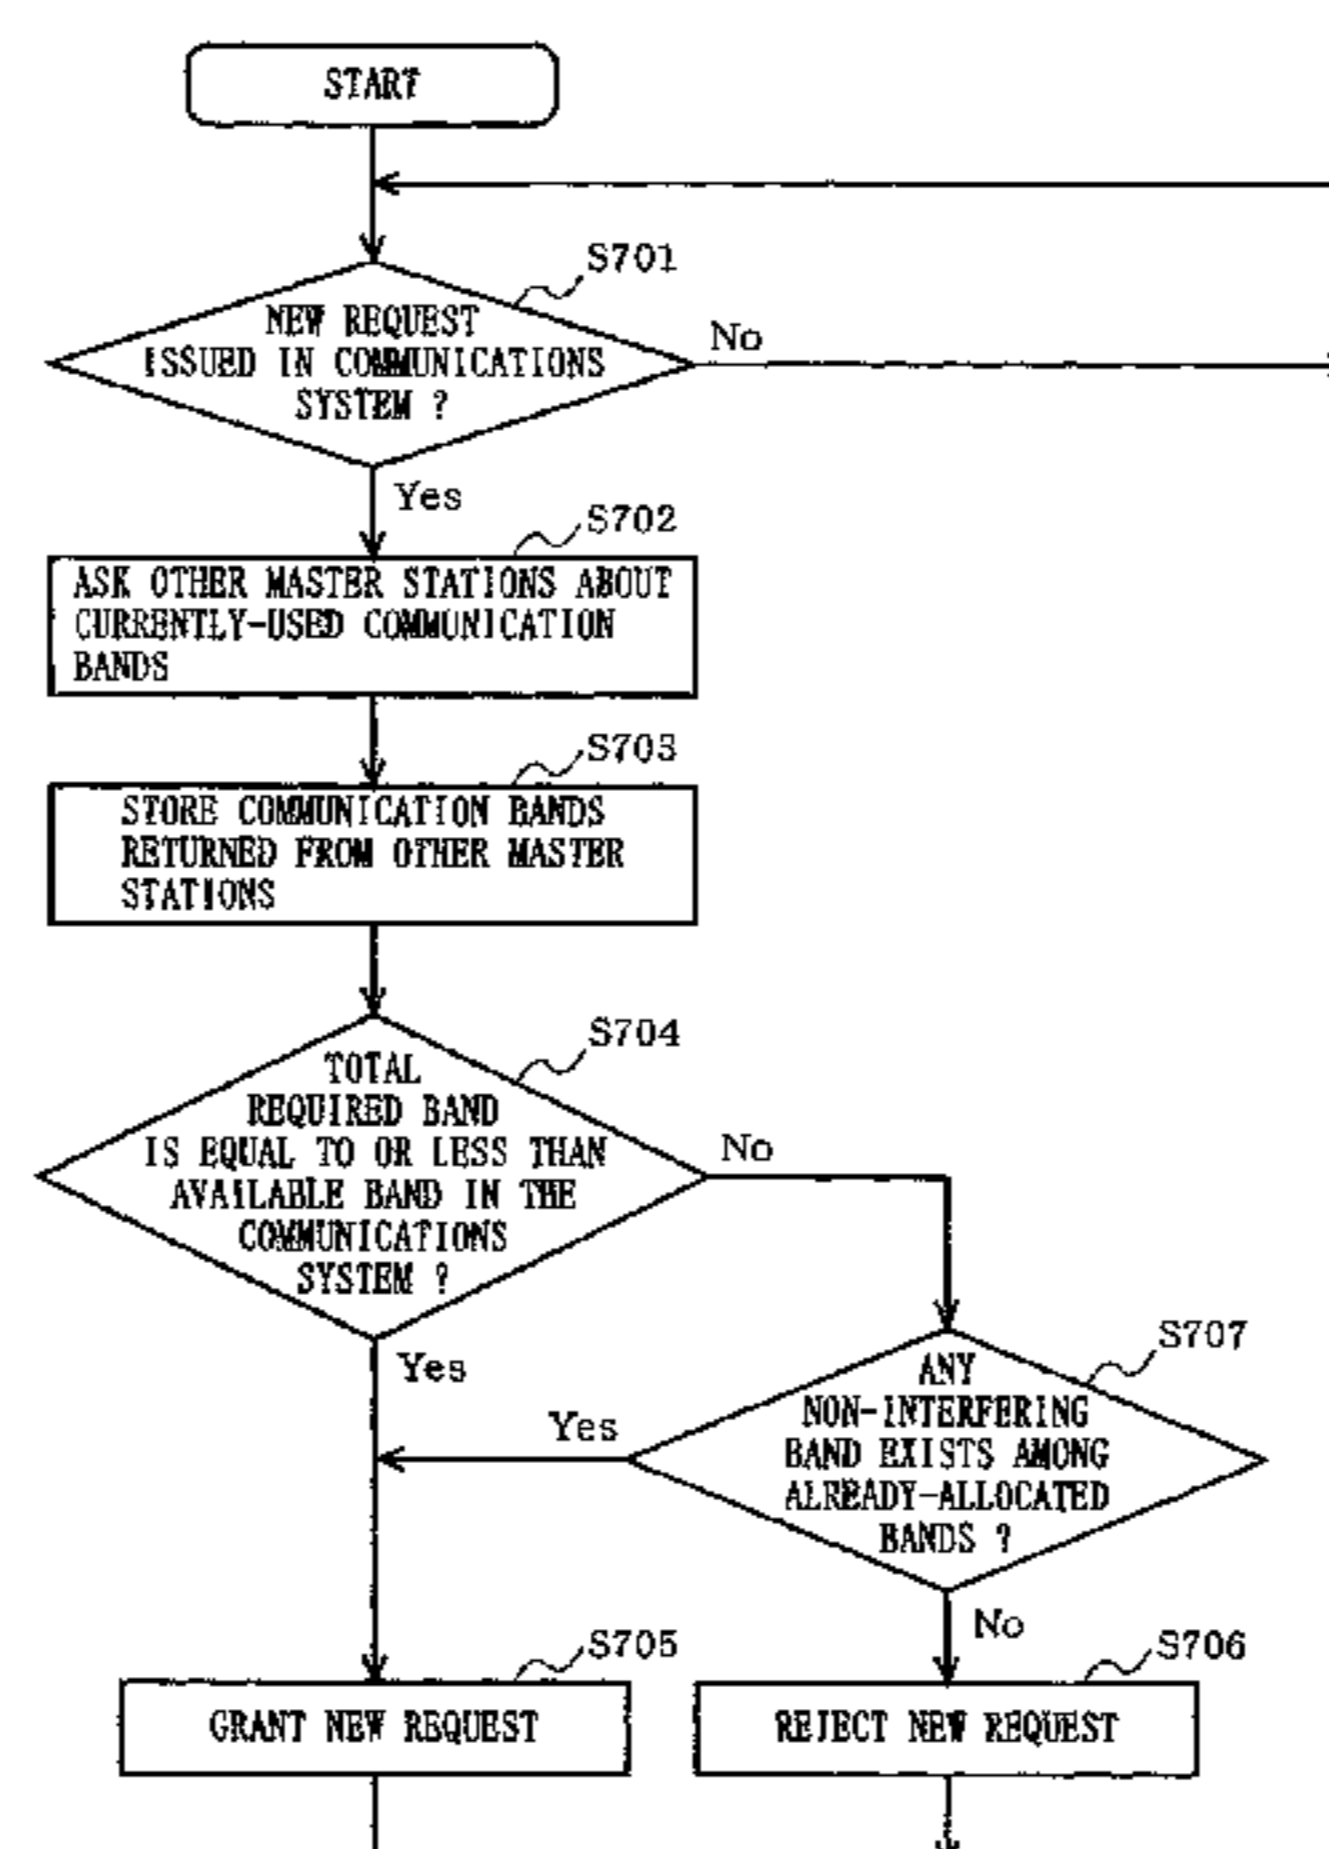 START
S701
NEW REQUEST
ISSUED IN COMMUNICATIONS
SYSTEM ?
No
Yes
S702
ASK OTHER MASTER STATIONS ABOUT
CURRENTLY-USED COMMUNICATION
BANDS
S703
STORE COMMUNICATION BANDS
RETURNED FROM OTHER MASTER
STATIONS
S704
TOTAL
REQUIRED BAND
IS EQUAL TO OR LESS THAN
AVAILABLE BAND IN THE
COMMUNICATIONS
SYSTEM ?
No
Yes
S707
ANY
NON-INTERFERING
BAND EXISTS AMONG
ALREADY-ALLOCATED
BANDS ?
Yes
No
S705
GRANT NEW REQUEST
S706
REJECT NEW REQUEST